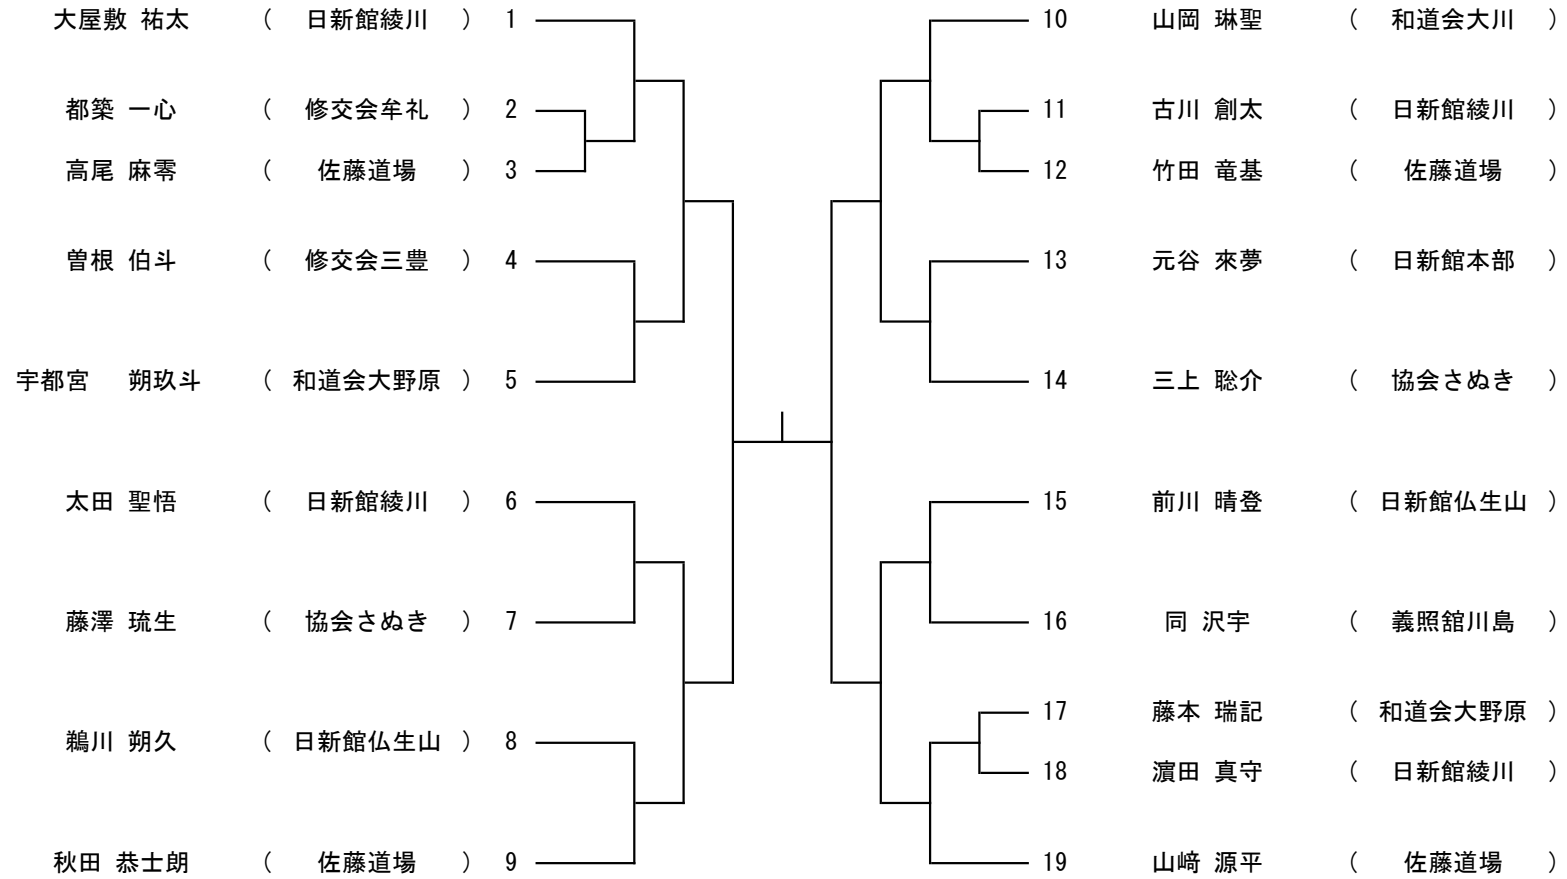 大屋敷 祐太 ( 日新館綾川 ) 1
都築 一心 ( 修交会牟礼 ) 2
高尾 麻零 ( 佐藤道場 ) 3
曽根 伯斗 ( 修交会三豊 ) 4
宇都宮 朔玖斗 ( 和道会大野原 ) 5
太田 聖悟 ( 日新館綾川 ) 6
藤澤 琉生 ( 協会さぬき ) 7
鵜川 朔久 ( 日新館仏生山 ) 8
秋田 恭士朗 ( 佐藤道場 ) 9
10 山岡 琳聖 ( 和道会大川 )
11 古川 創太 ( 日新館綾川 )
12 竹田 竜基 ( 佐藤道場 )
13 元谷 來夢 ( 日新館本部 )
14 三上 聡介 ( 協会さぬき )
15 前川 晴登 ( 日新館仏生山 )
16 同 沢宇 ( 義照舘川島 )
17 藤本 瑞記 ( 和道会大野原 )
18 濵田 真守 ( 日新館綾川 )
19 山﨑 源平 ( 佐藤道場 )